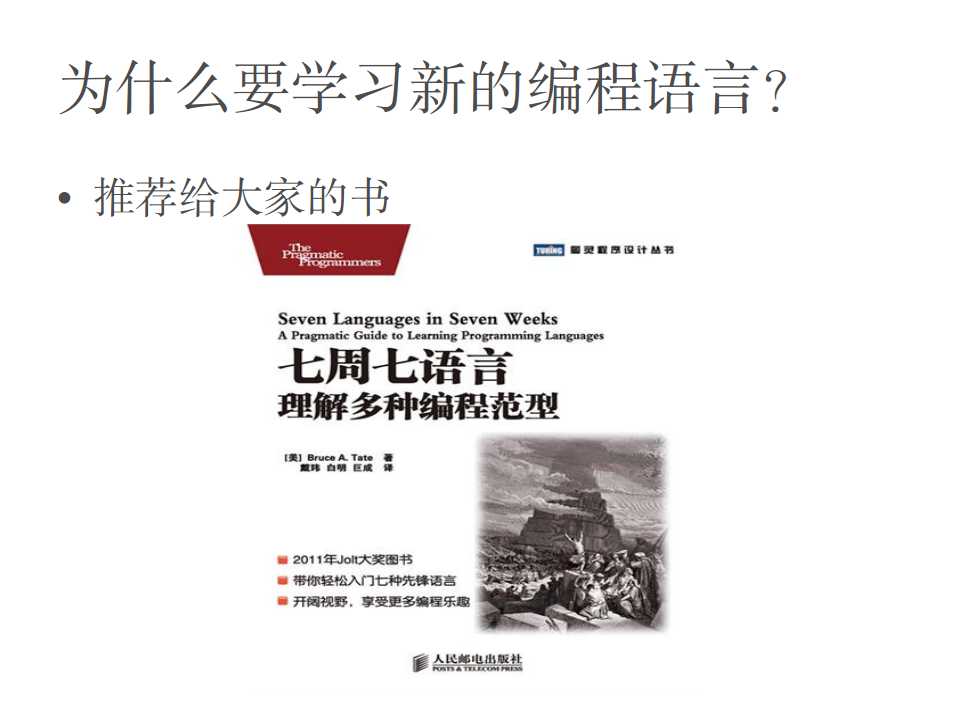 为什么要学习新的编程语言?
• 推荐给大家的书
The
Pragmatic
Programmers
TURING 图灵程序设计丛书
Seven Languages in Seven Weeks
A Pragmatic Guide to Learning Programming Languages
七周七语言
理解多种编程范型
[美] Bruce A. Tate 著
戴玮 白明 巨成 译
2011年Jolt大奖图书
带你轻松入门七种先锋语言
开阔视野，享受更多编程乐趣
人民邮电出版社
POSTS & TELECOM PRESS